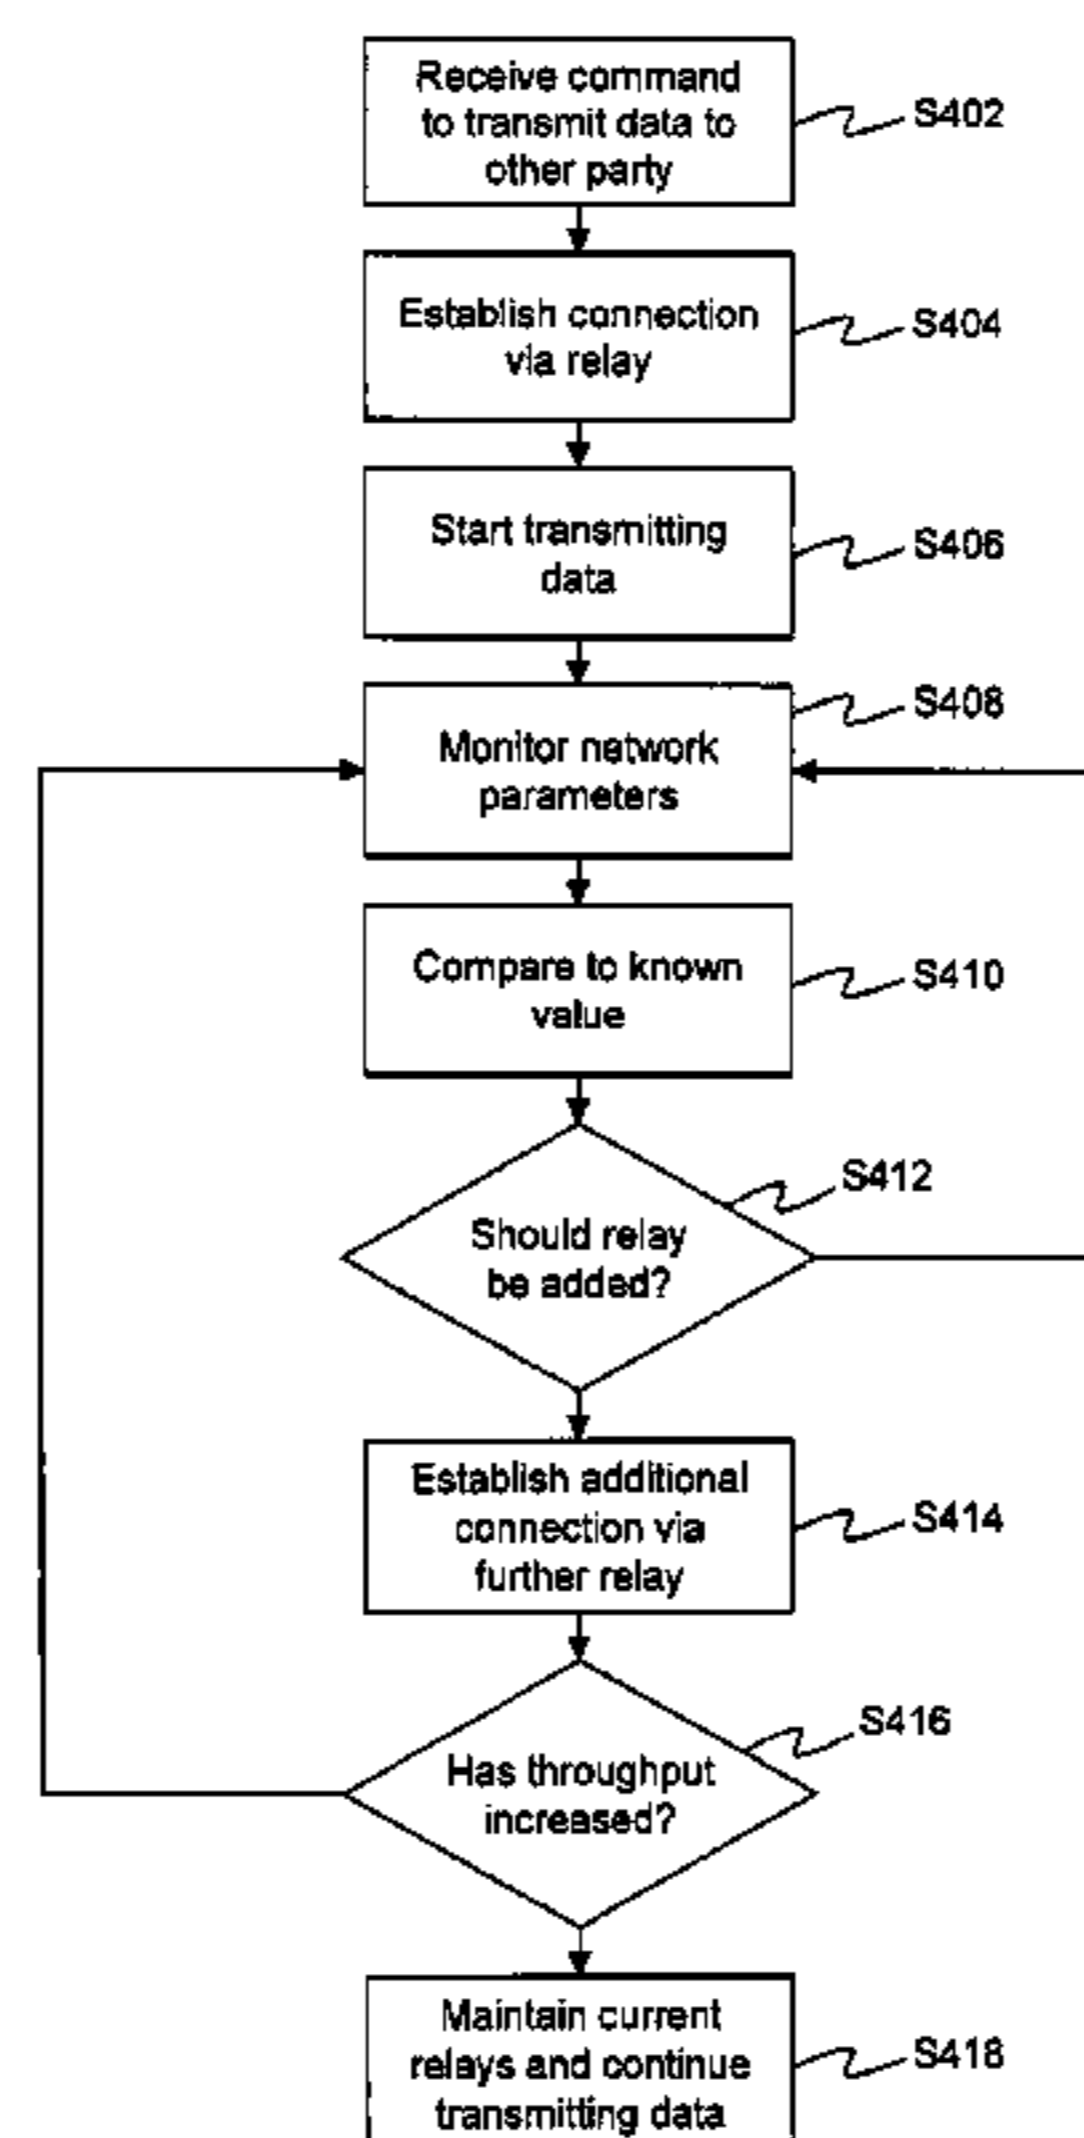 Receive command
to transmit data to
other party
S402
Establish connection
via relay
S404
Start transmitting
data
S406
Monitor network
parameters
S408
Compare to known
value
S410
Should relay
be added?
S412
Establish additional
connection via
further relay
S414
Has throughput
increased?
S416
Maintain current
relays and continue
transmitting data
S418